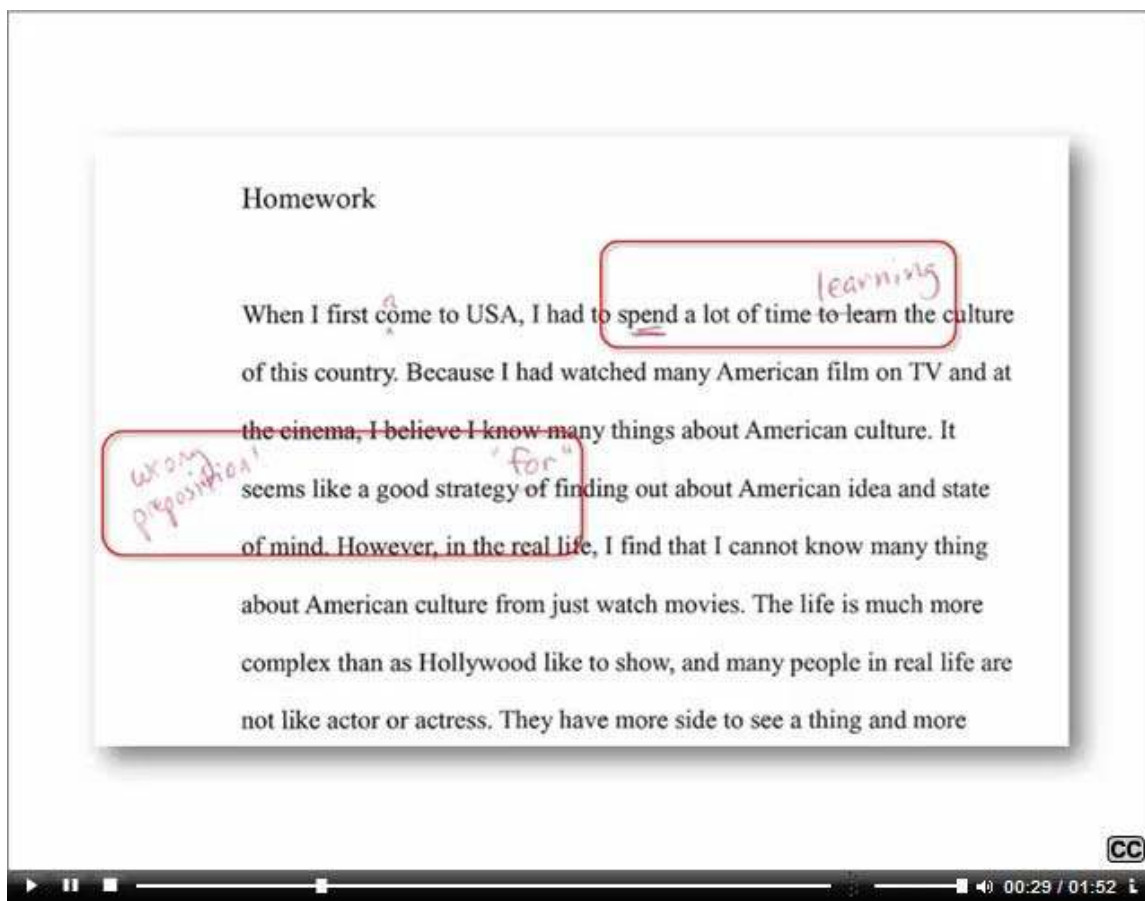 Homework
learning
a
When I first come to USA, I had to spend a lot of time to learn the culture
of this country. Because I had watched many American film on TV and at
the cinema, I believe I know many things about American culture. It
wrong
preposition!
"for"
seems like a good strategy of finding out about American idea and state
of mind. However, in the real life, I find that I cannot know many thing
about American culture from just watch movies. The life is much more
complex than as Hollywood like to show, and many people in real life are
not like actor or actress. They have more side to see a thing and more
CC
00:29 / 01:52 i